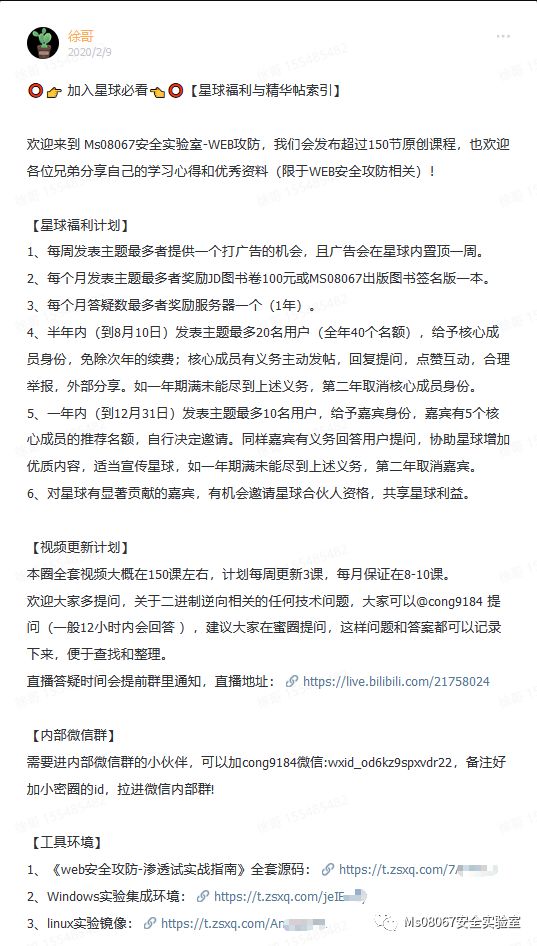 徐哥
2020/2/9
加入星球必看【星球福利与精华帖索引】
欢迎来到 Ms08067安全实验室-WEB攻防，我们会发布超过150节原创课程，也欢迎
各位兄弟分享自己的学习心得和优秀资料（限于WEB安全攻防相关）！
【星球福利计划】
1、每周发表主题最多者提供一个打广告的机会，且广告会在星球内置顶一周。
2、每个月发表主题最多者奖励JD图书卷100元或MS08067出版图书签名版一本。
3、每个月答疑数最多者奖励服务器一个（1年）。
4、半年内（到8月10日）发表主题最多20名用户（全年40个名额），给予核心成
员身份，免除次年的续费；核心成员有义务主动发帖，回复提问，点赞互动，合理
举报，外部分享。如一年期满未能尽到上述义务，第二年取消核心成员身份。
5、一年内（到12月31日）发表主题最多10名用户，给予嘉宾身份，嘉宾有5个核
心成员的推荐名额，自行决定邀请。同样嘉宾有义务回答用户提问，协助星球增加
优质内容，适当宣传星球，如一年期满未能尽到上述义务，第二年取消嘉宾。
6、对星球有显著贡献的嘉宾，有机会邀请星球合伙人资格，共享星球利益。
【视频更新计划】
本圈全套视频大概在150课左右，计划每周更新3课，每月保证在8-10课。
欢迎大家多提问，关于二进制逆向相关的任何技术问题，大家可以@cong9184 提
问（一般12小时内会回答 ），建议大家在蜜圈提问，这样问题和答案都可以记录
下来，便于查找和整理。
直播答疑时间会提前群里通知，直播地址： https://live.bilibili.com/21758024
【内部微信群】
需要进内部微信群的小伙伴，可以加cong9184微信:wxid_od6kz9spxvdr22，备注好
加小密圈的id，拉进微信内部群!
【工具环境】
1、《web安全攻防-渗透试实战指南》全套源码： https://t.zsxq.com/7
2、Windows实验集成环境： https://t.zsxq.com/jeIE
3、linux实验镜像： https://t.zsxq.com/An
Ms08067安全实验室